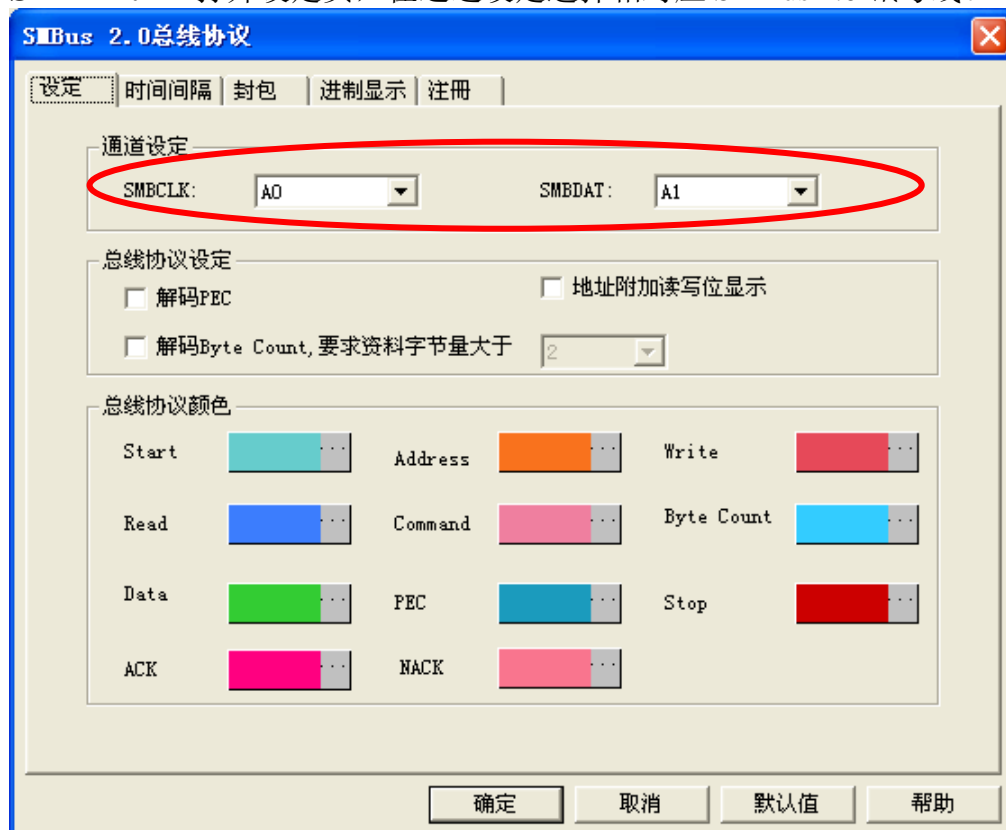 SMBus 2.0总线协议
设定 时间间隔 封包 进制显示 注冊
通道设定
SMBCLK: A0 SMBDAT: A1
总线协议设定
解码PEC 地址附加读写位显示
解码Byte Count,要求资料字节量大于 2
总线协议颜色
Start ... Address ... Write ...
Read ... Command ... Byte Count ...
Data ... PEC ... Stop ...
ACK ... NACK ...
确定 取消 默认值 帮助